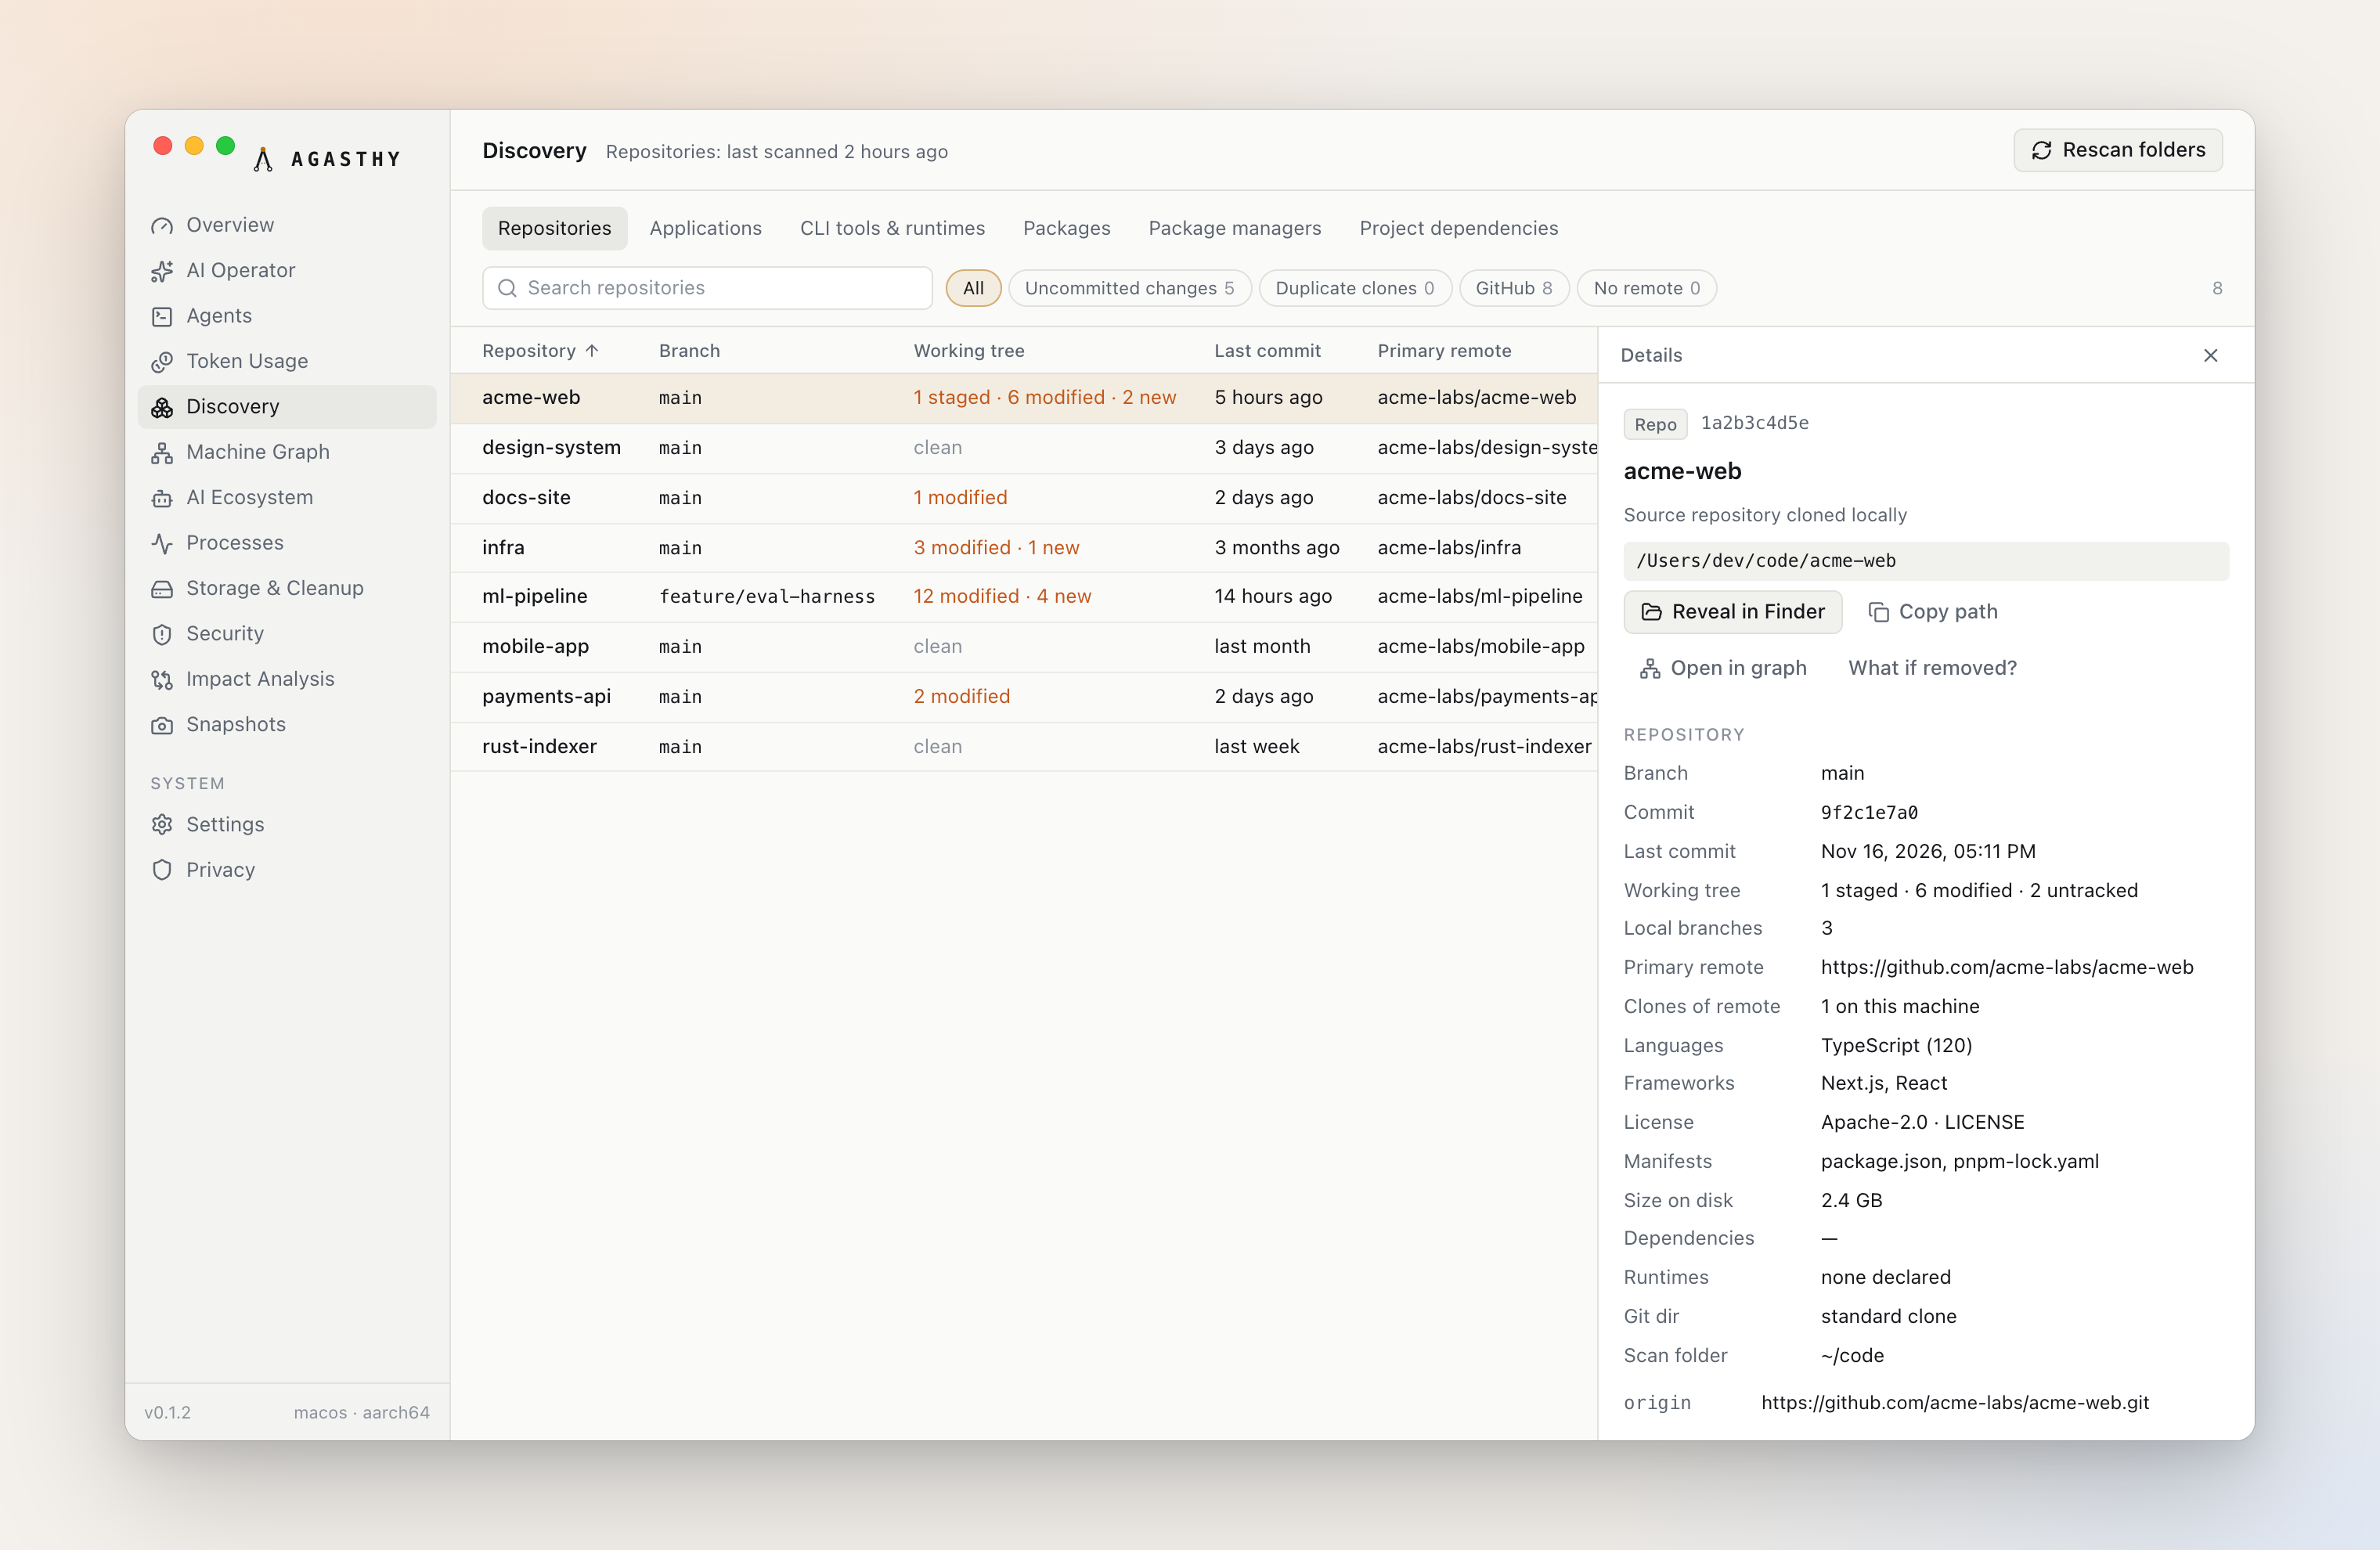 AGASTHY
Overview
AI Operator
Agents
Token Usage
Discovery
Machine Graph
AI Ecosystem
Processes
Storage & Cleanup
Security
Impact Analysis
Snapshots
SYSTEM
Settings
Privacy
v0.1.2 macos · aarch64
Discovery Repositories: last scanned 2 hours ago Rescan folders
Repositories Applications CLI tools & runtimes Packages Package managers Project dependencies
Search repositories All Uncommitted changes 5 Duplicate clones 0 GitHub 8 No remote 0 8
Repository ↑ Branch Working tree Last commit Primary remote
acme-web main 1 staged · 6 modified · 2 new 5 hours ago acme-labs/acme-web
design-system main clean 3 days ago acme-labs/design-syste
docs-site main 1 modified 2 days ago acme-labs/docs-site
infra main 3 modified · 1 new 3 months ago acme-labs/infra
ml-pipeline feature/eval-harness 12 modified · 4 new 14 hours ago acme-labs/ml-pipeline
mobile-app main clean last month acme-labs/mobile-app
payments-api main 2 modified 2 days ago acme-labs/payments-ap
rust-indexer main clean last week acme-labs/rust-indexer
Details
Repo 1a2b3c4d5e
acme-web
Source repository cloned locally
/Users/dev/code/acme-web
Reveal in Finder Copy path
Open in graph What if removed?
REPOSITORY
Branch main
Commit 9f2c1e7a0
Last commit Nov 16, 2026, 05:11 PM
Working tree 1 staged · 6 modified · 2 untracked
Local branches 3
Primary remote https://github.com/acme-labs/acme-web
Clones of remote 1 on this machine
Languages TypeScript (120)
Frameworks Next.js, React
License Apache-2.0 · LICENSE
Manifests package.json, pnpm-lock.yaml
Size on disk 2.4 GB
Dependencies —
Runtimes none declared
Git dir standard clone
Scan folder ~/code
origin https://github.com/acme-labs/acme-web.git